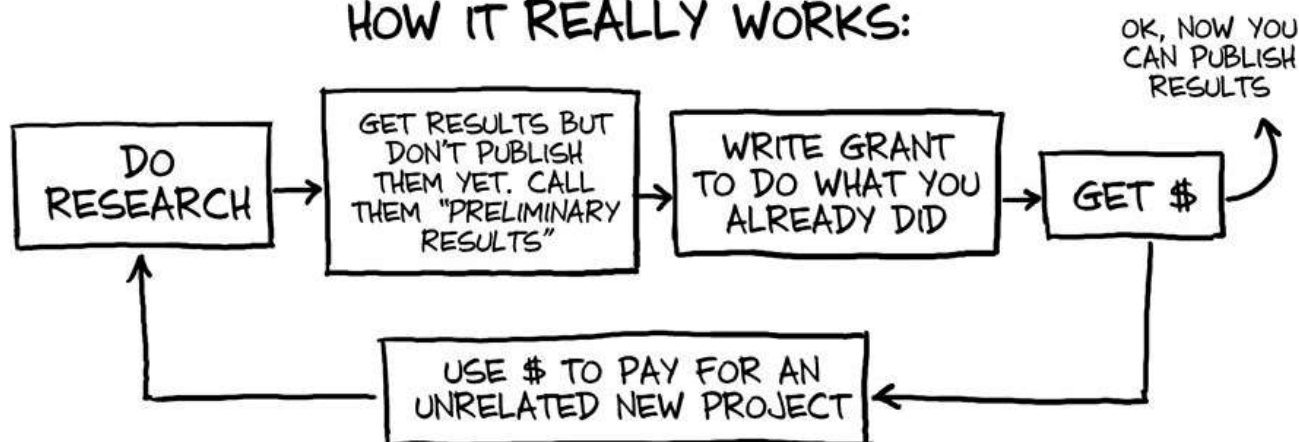 HOW IT REALLY WORKS:
OK, NOW YOU
CAN PUBLISH
RESULTS
DO
RESEARCH
GET RESULTS BUT
DON'T PUBLISH
THEM YET. CALL
THEM "PRELIMINARY
RESULTS"
WRITE GRANT
TO DO WHAT YOU
ALREADY DID
GET $
USE $ TO PAY FOR AN
UNRELATED NEW PROJECT